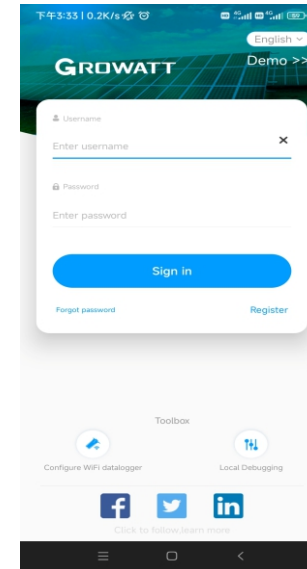 下午3:33 | 0.2K/s
English
GROWATT
Demo >>
Username
Enter username
Password
Enter password
Sign in
Forgot password
Register
Toolbox
Configure WiFi datalogger
Local Debugging
Click to follow,learn more